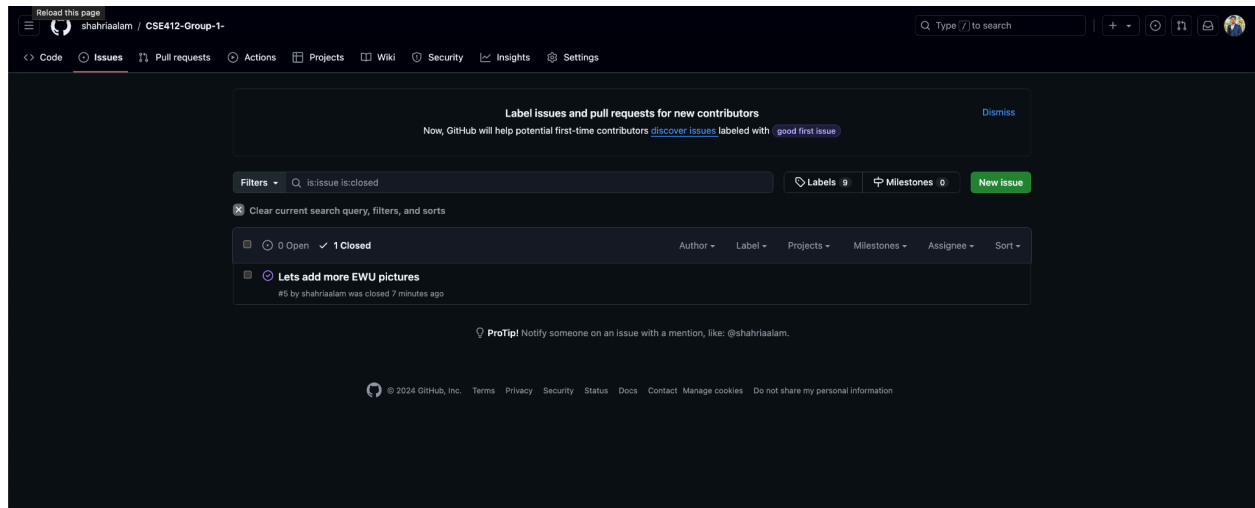 Reload this page
shahriaalam / CSE412-Group-1-
Type / to search
Code Issues Pull requests Actions Projects Wiki Security Insights Settings
Label issues and pull requests for new contributors
Dismiss
Now, GitHub will help potential first-time contributors discover issues labeled with good first issue
Filters is:issue is:closed Labels 9 Milestones 0 New issue
Clear current search query, filters, and sorts
0 Open 1 Closed Author Label Projects Milestones Assignee Sort
Lets add more EWU pictures
#5 by shahriaalam was closed 7 minutes ago
ProTip! Notify someone on an issue with a mention, like: @shahriaalam.
© 2024 GitHub, Inc. Terms Privacy Security Status Docs Contact Manage cookies Do not share my personal information